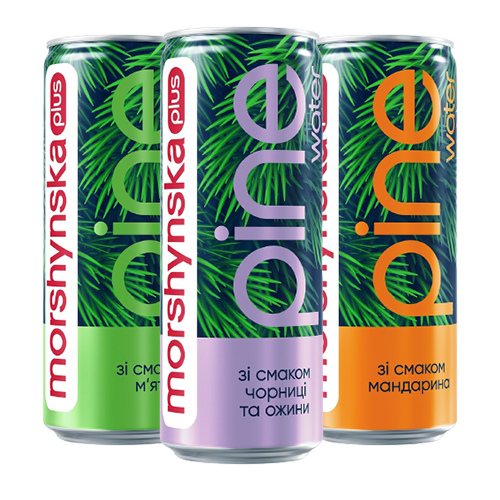 morshynska plus
pine
зі
м'ят
morshynska plus
pine
water
зі смаком
чорниці
та ожини
morshynska
pine
water
зі смаком
мандарина